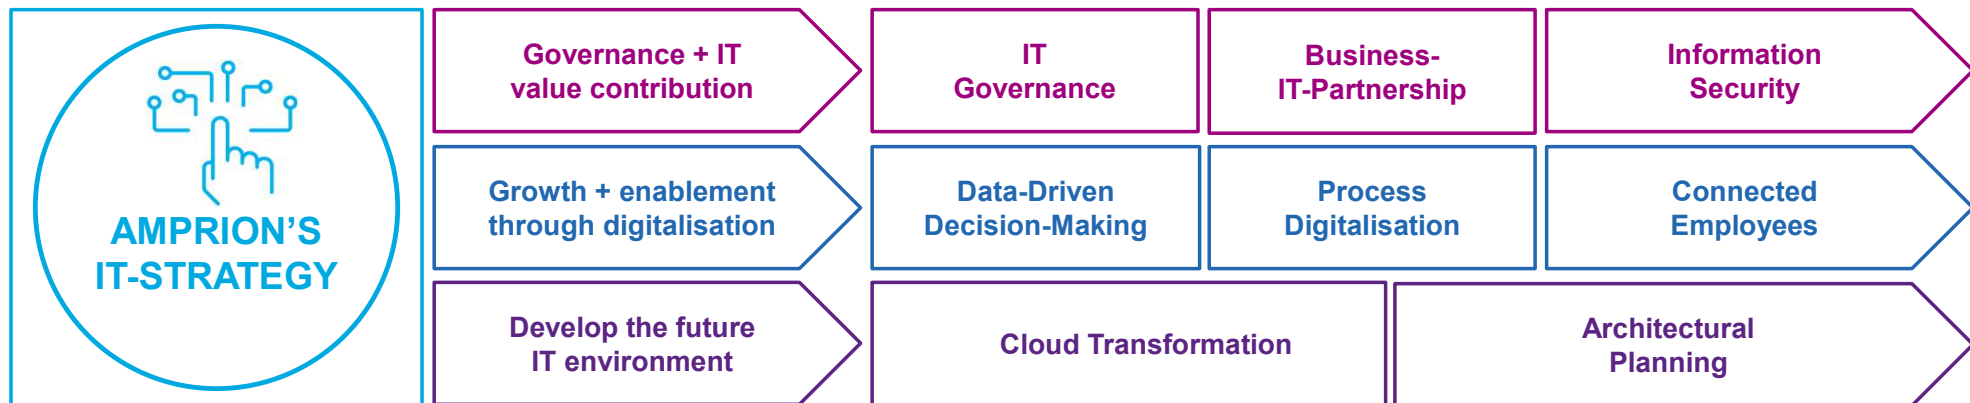 AMPRION'S
IT-STRATEGY
Governance + IT
value contribution
IT
Governance
Business-
IT-Partnership
Information
Security
Growth + enablement
through digitalisation
Data-Driven
Decision-Making
Process
Digitalisation
Connected
Employees
Develop the future
IT environment
Cloud Transformation
Architectural
Planning